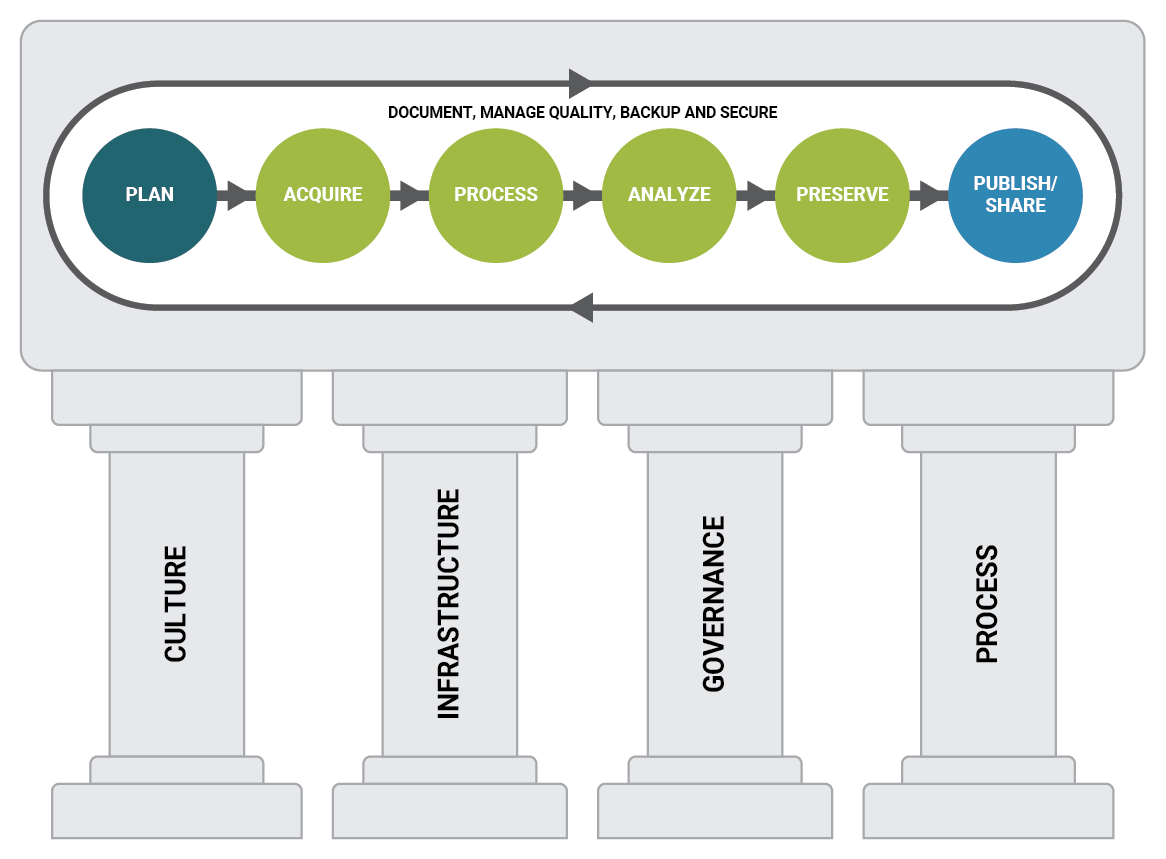 DOCUMENT, MANAGE QUALITY, BACKUP AND SECURE
PLAN
ACQUIRE
PROCESS
ANALYZE
PRESERVE
PUBLISH/
SHARE
CULTURE
INFRASTRUCTURE
GOVERNANCE
PROCESS